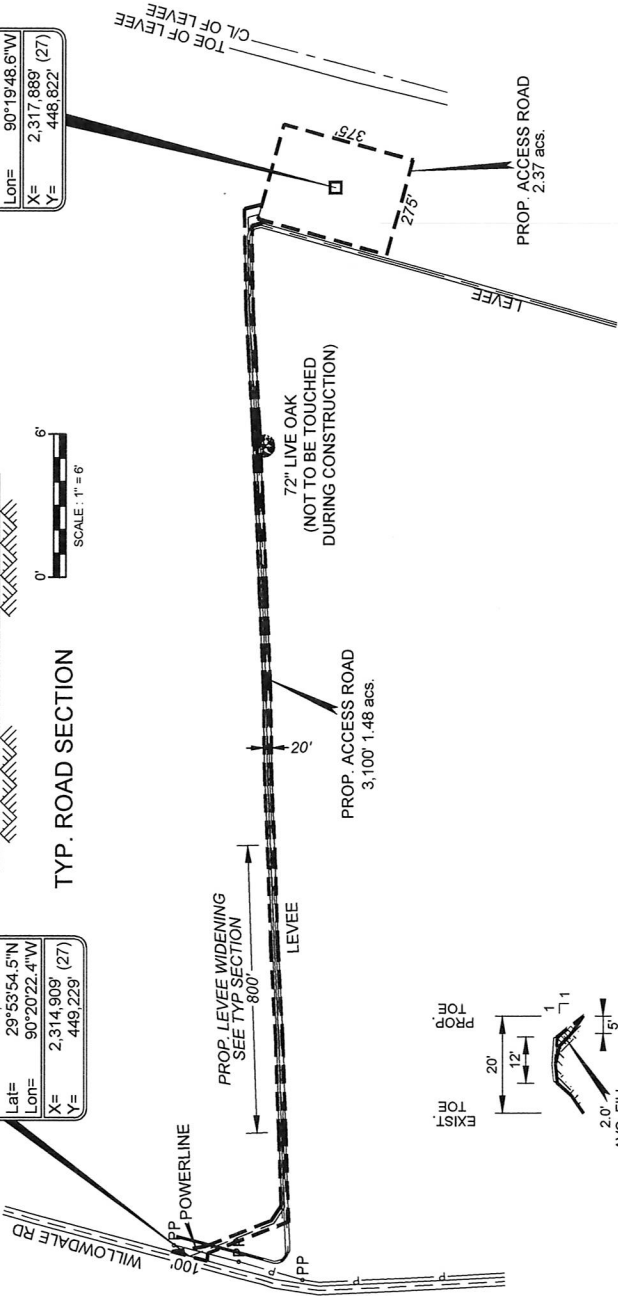 Lat= 29°53'54.5"N
Lon= 90°20'22.4"W
X= 2,314,909' (27)
Y= 449,229'
Lon= 90°19'48.6"W
X= 2,317,889' (27)
Y= 448,822'
TYP. ROAD SECTION
0' 6'
SCALE : 1" = 6'
TOE OF LEVEE
C/L OF LEVEE
WILLOWDALE RD
PP
POWERLINE
100'
P
PP
P
P
PROP. LEVEE WIDENING
SEE TYP SECTION
800'
LEVEE
20'
PROP. ACCESS ROAD
3,100' 1.48 acs.
72" LIVE OAK
(NOT TO BE TOUCHED
DURING CONSTRUCTION)
375'
275'
LEVEE
PROP. ACCESS ROAD
2.37 acs.
EXIST.
TOE
PROP.
TOE
20'
12'
1
1
5'
2.0'